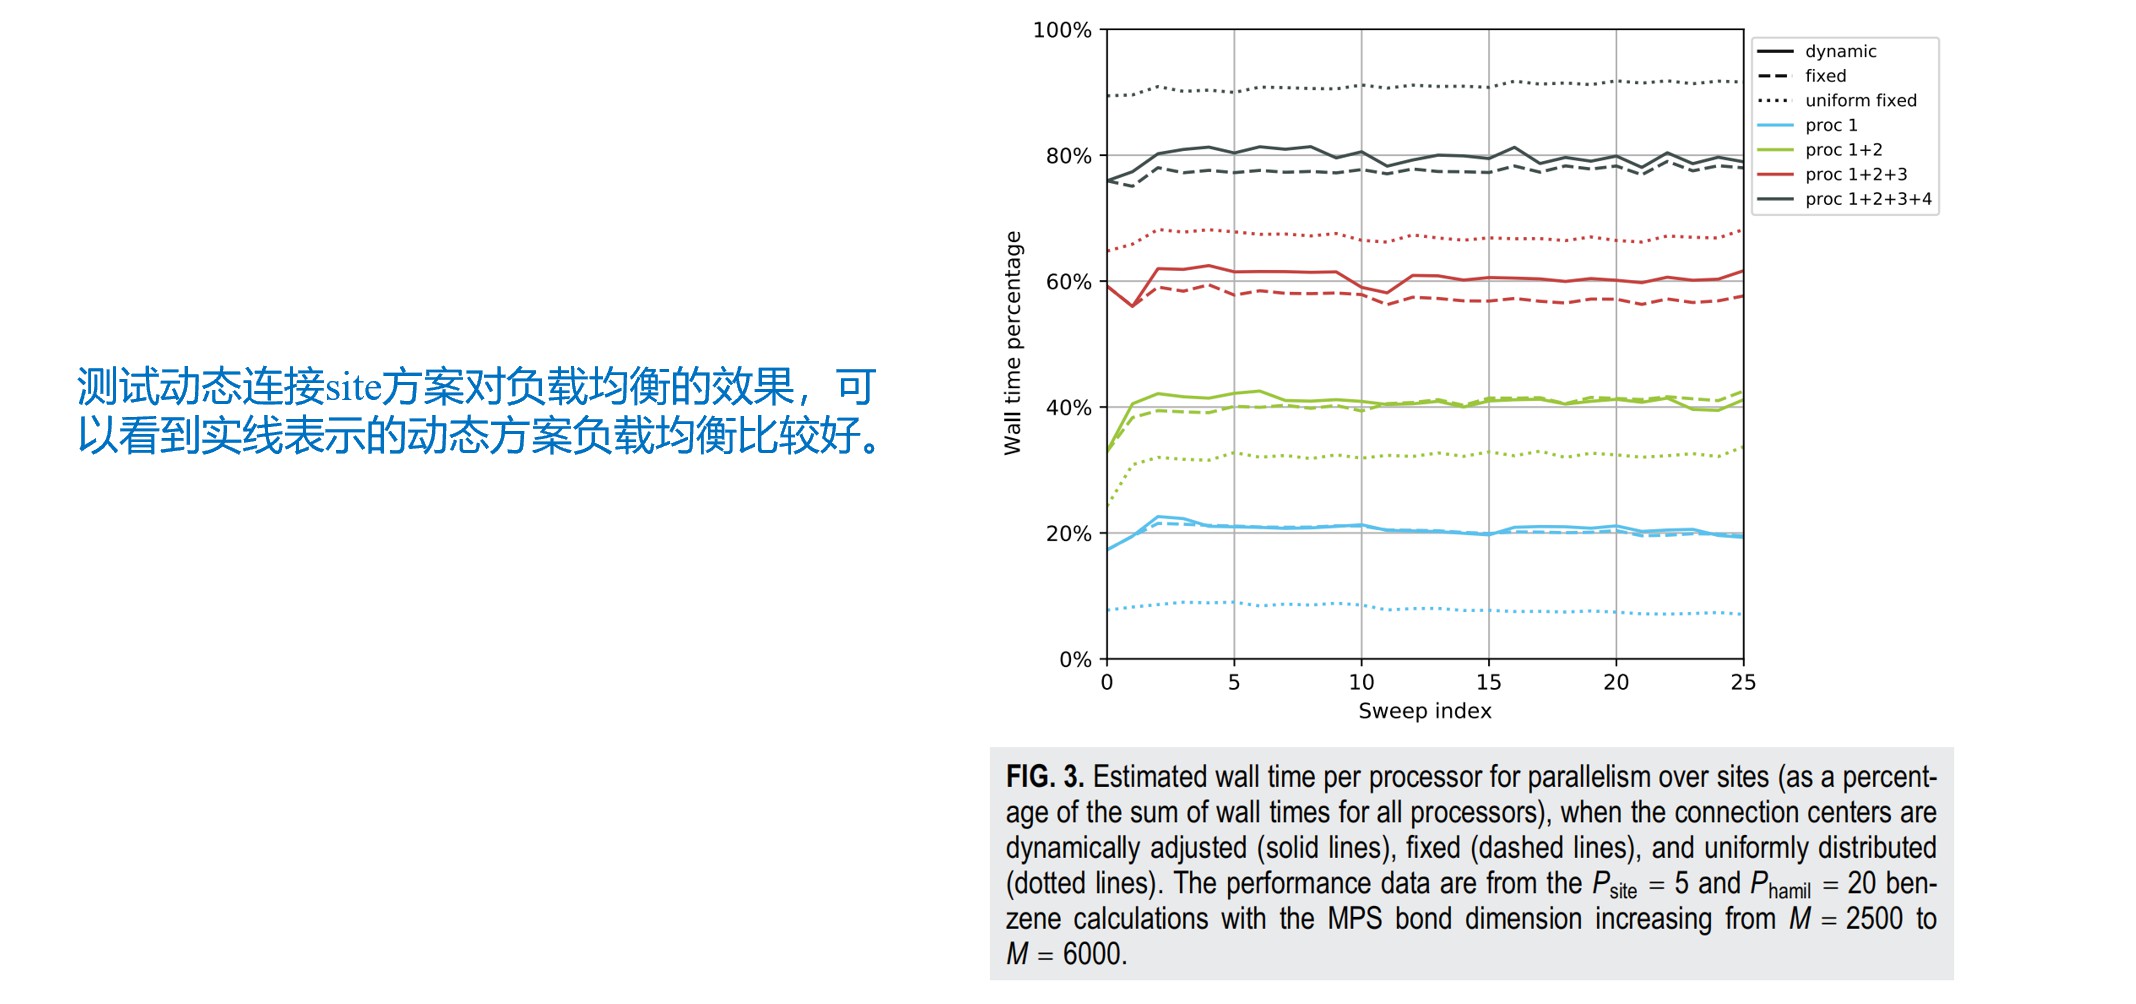 测试动态连接site方案对负载均衡的效果，可
以看到实线表示的动态方案负载均衡比较好。
100%
80%
60%
40%
20%
0%
Wall time percentage
0 5 10 15 20 25
Sweep index
dynamic
fixed
uniform fixed
proc 1
proc 1+2
proc 1+2+3
proc 1+2+3+4
FIG. 3. Estimated wall time per processor for parallelism over sites (as a percent-
age of the sum of wall times for all processors), when the connection centers are
dynamically adjusted (solid lines), fixed (dashed lines), and uniformly distributed
(dotted lines). The performance data are from the Psite = 5 and Phamil = 20 ben-
zene calculations with the MPS bond dimension increasing from M = 2500 to
M = 6000.